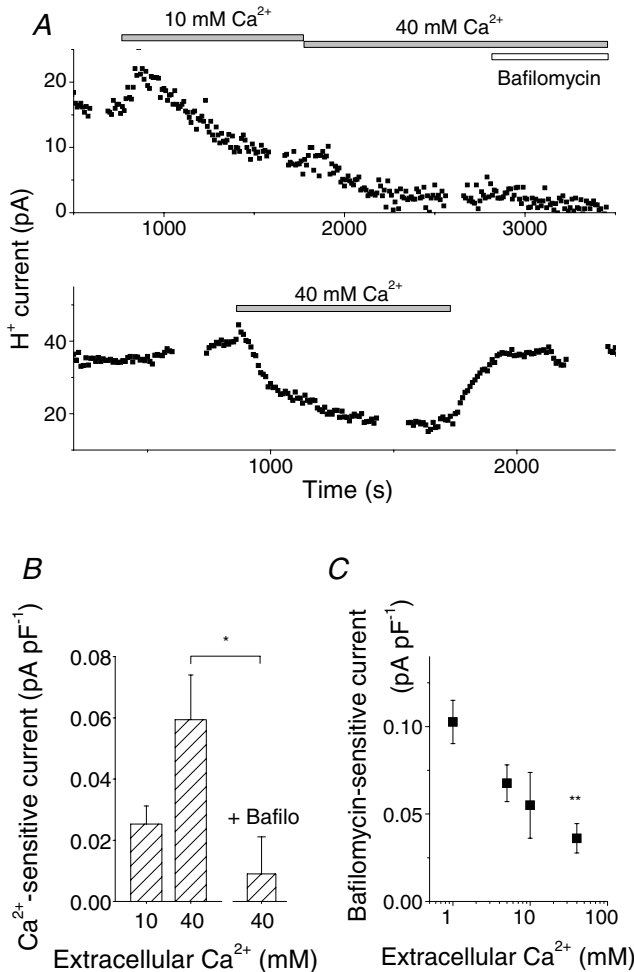 A
10 mM Ca²⁺
40 mM Ca²⁺
Bafilomycin
20
10
0
1000
2000
3000
H⁺ current (pA)
40 mM Ca²⁺
40
20
1000
2000
Time (s)
B
C
Ca²⁺-sensitive current (pA pF⁻¹)
0.08
0.06
0.04
0.02
0.00
*
+ Bafilo
10
40
40
Extracellular Ca²⁺ (mM)
Bafilomycin-sensitive current
(pA pF⁻¹)
0.10
0.05
0.00
**
1
10
100
Extracellular Ca²⁺ (mM)